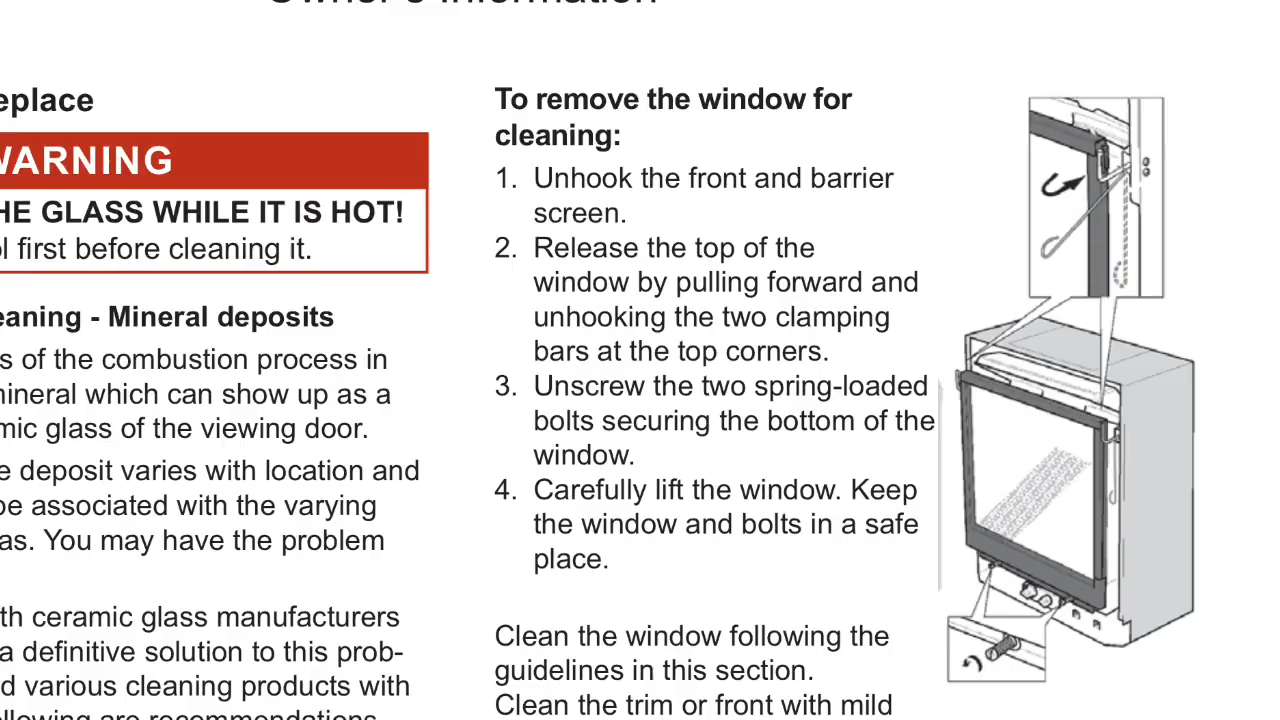 Owner's Information
eplace
WARNING
HE GLASS WHILE IT IS HOT!
ol first before cleaning it.
eaning - Mineral deposits
s of the combustion process in
mineral which can show up as a
mic glass of the viewing door.
e deposit varies with location and
be associated with the varying
as. You may have the problem
th ceramic glass manufacturers
a definitive solution to this prob-
d various cleaning products with
ollowing are recommendations
To remove the window for
cleaning:
1. Unhook the front and barrier
screen.
2. Release the top of the
window by pulling forward and
unhooking the two clamping
bars at the top corners.
3. Unscrew the two spring-loaded
bolts securing the bottom of the
window.
4. Carefully lift the window. Keep
the window and bolts in a safe
place.
Clean the window following the
guidelines in this section.
Clean the trim or front with mild